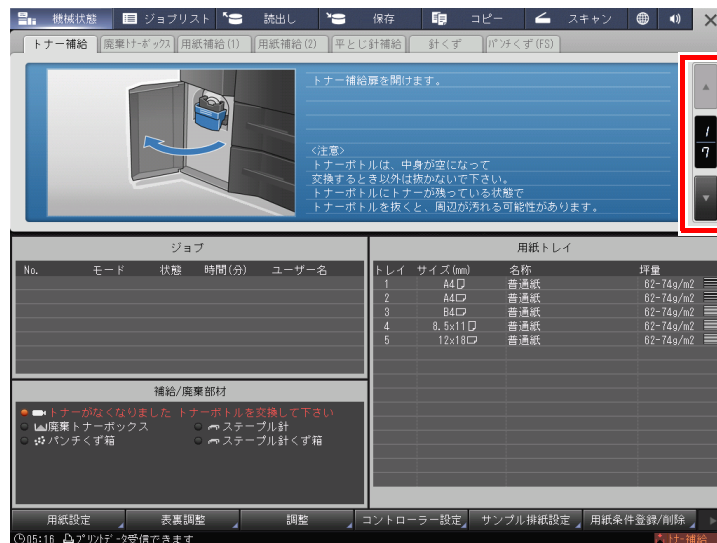 機械状態 ジョブリスト 読出し 保存 コピー スキャン
トナー補給 廃棄ﾄﾅｰﾎﾞｯｸｽ 用紙補給(1) 用紙補給(2) 平とじ針補給 針くず ﾊﾟﾝﾁくず(FS)
トナー補給扉を開けます。
<注意>
トナーボトルは、中身が空になって
交換するとき以外は抜かないで下さい。
トナーボトルにトナーが残っている状態で
トナーボトルを抜くと、周辺が汚れる可能性があります。
1
7
ジョブ
No. モード 状態 時間(分) ユーザー名
用紙トレイ
トレイ サイズ(mm) 名称 坪量
1 A4 普通紙 62-74g/m2
2 A4 普通紙 62-74g/m2
3 B4 普通紙 62-74g/m2
4 8.5x11 普通紙 62-74g/m2
5 12x18 普通紙 62-74g/m2
補給/廃棄部材
トナーがなくなりました トナーボトルを交換して下さい
廃棄トナーボックス ステープル針
パンチくず箱 ステープル針くず箱
用紙設定 表裏調整 調整 コントローラー設定 サンプル排紙設定 用紙条件登録/削除
05:16 ﾌﾟﾘﾝﾄﾃﾞｰﾀ受信できます ﾄﾅｰ補給